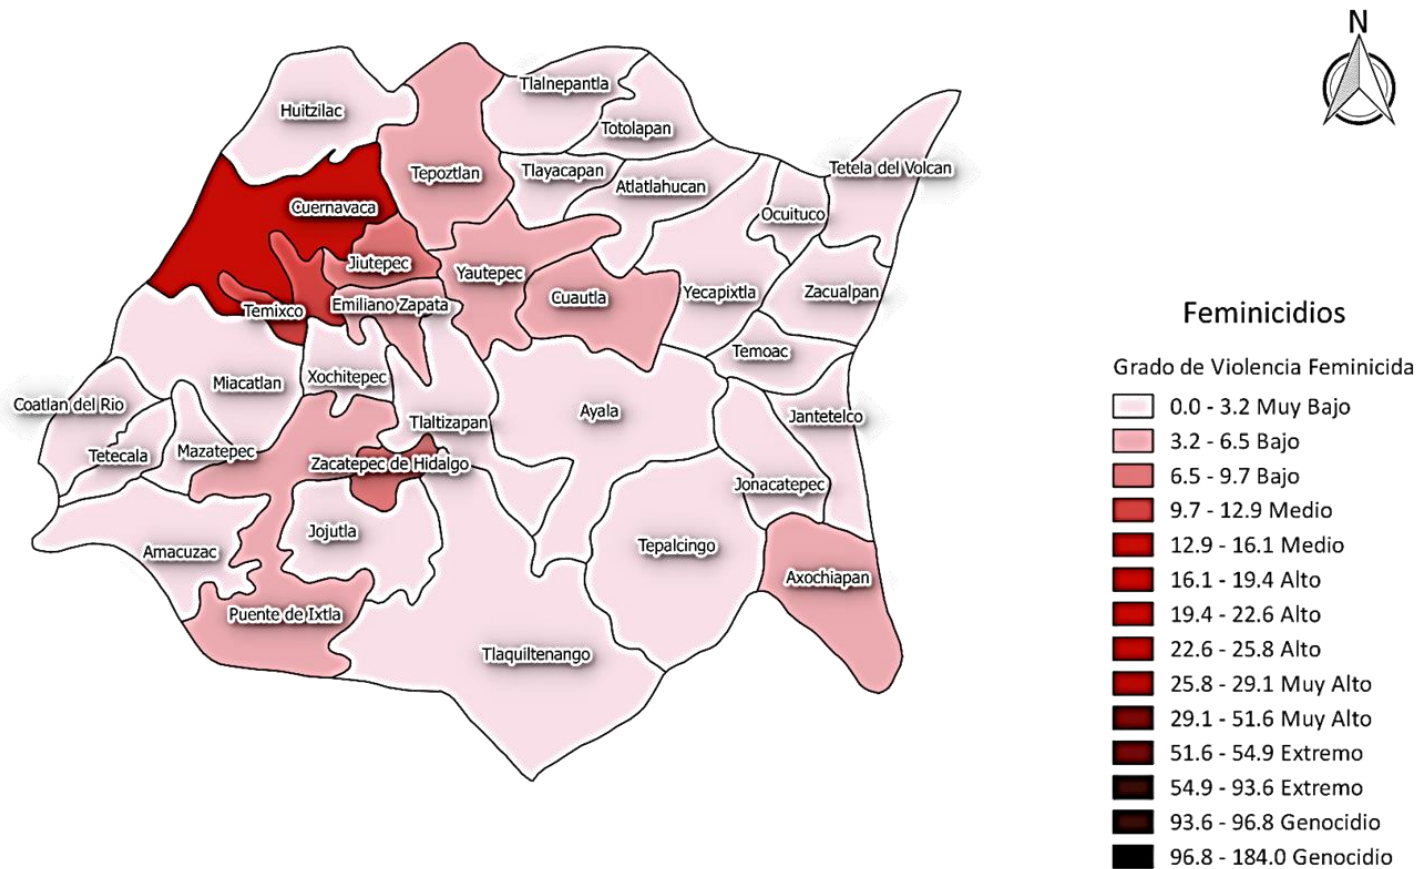 N
Tlalnepantla
Huitzilac
Totolapan
Tepoztlan
Tlayacapan
Atlatlahucan
Tetela del Volcan
Cuernavaca
Ocuituco
Jiutepec
Yautepec
Emiliano Zapata
Cuautla
Yecapixtla
Zacualpan
Temixco
Temoac
Miacatlan
Xochitepec
Coatlan del Rio
Tlaltizapan
Ayala
Jantetelco
Tetecala
Mazatepec
Zacatepec de Hidalgo
Jonacatepec
Jojutla
Amacuzac
Tepalcingo
Axochiapan
Puente de Ixtla
Tlaquiltenango
Feminicidios
Grado de Violencia Feminicida
0.0 - 3.2 Muy Bajo
3.2 - 6.5 Bajo
6.5 - 9.7 Bajo
9.7 - 12.9 Medio
12.9 - 16.1 Medio
16.1 - 19.4 Alto
19.4 - 22.6 Alto
22.6 - 25.8 Alto
25.8 - 29.1 Muy Alto
29.1 - 51.6 Muy Alto
51.6 - 54.9 Extremo
54.9 - 93.6 Extremo
93.6 - 96.8 Genocidio
96.8 - 184.0 Genocidio